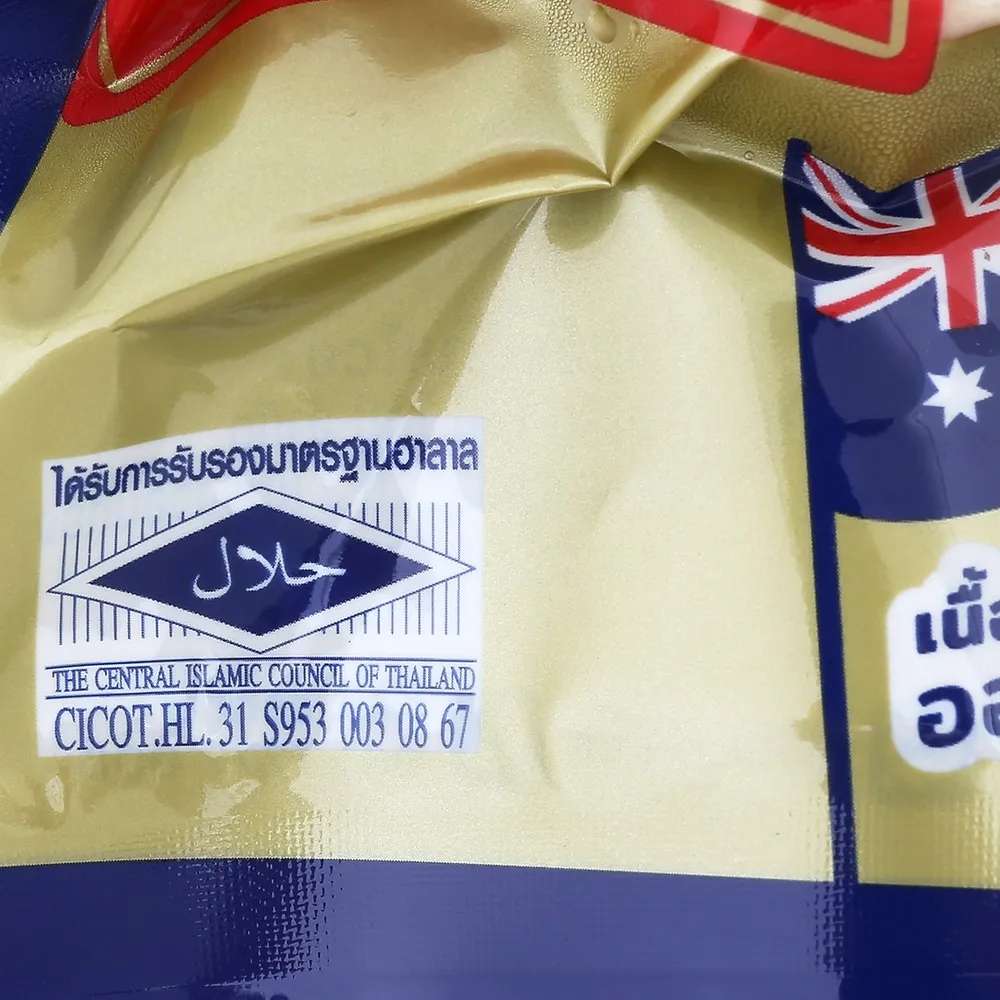 ได้รับการรับรองมาตรฐานฮาลาล
حلال
THE CENTRAL ISLAMIC COUNCIL OF THAILAND
CICOT.HL. 31 S953 003 08 67